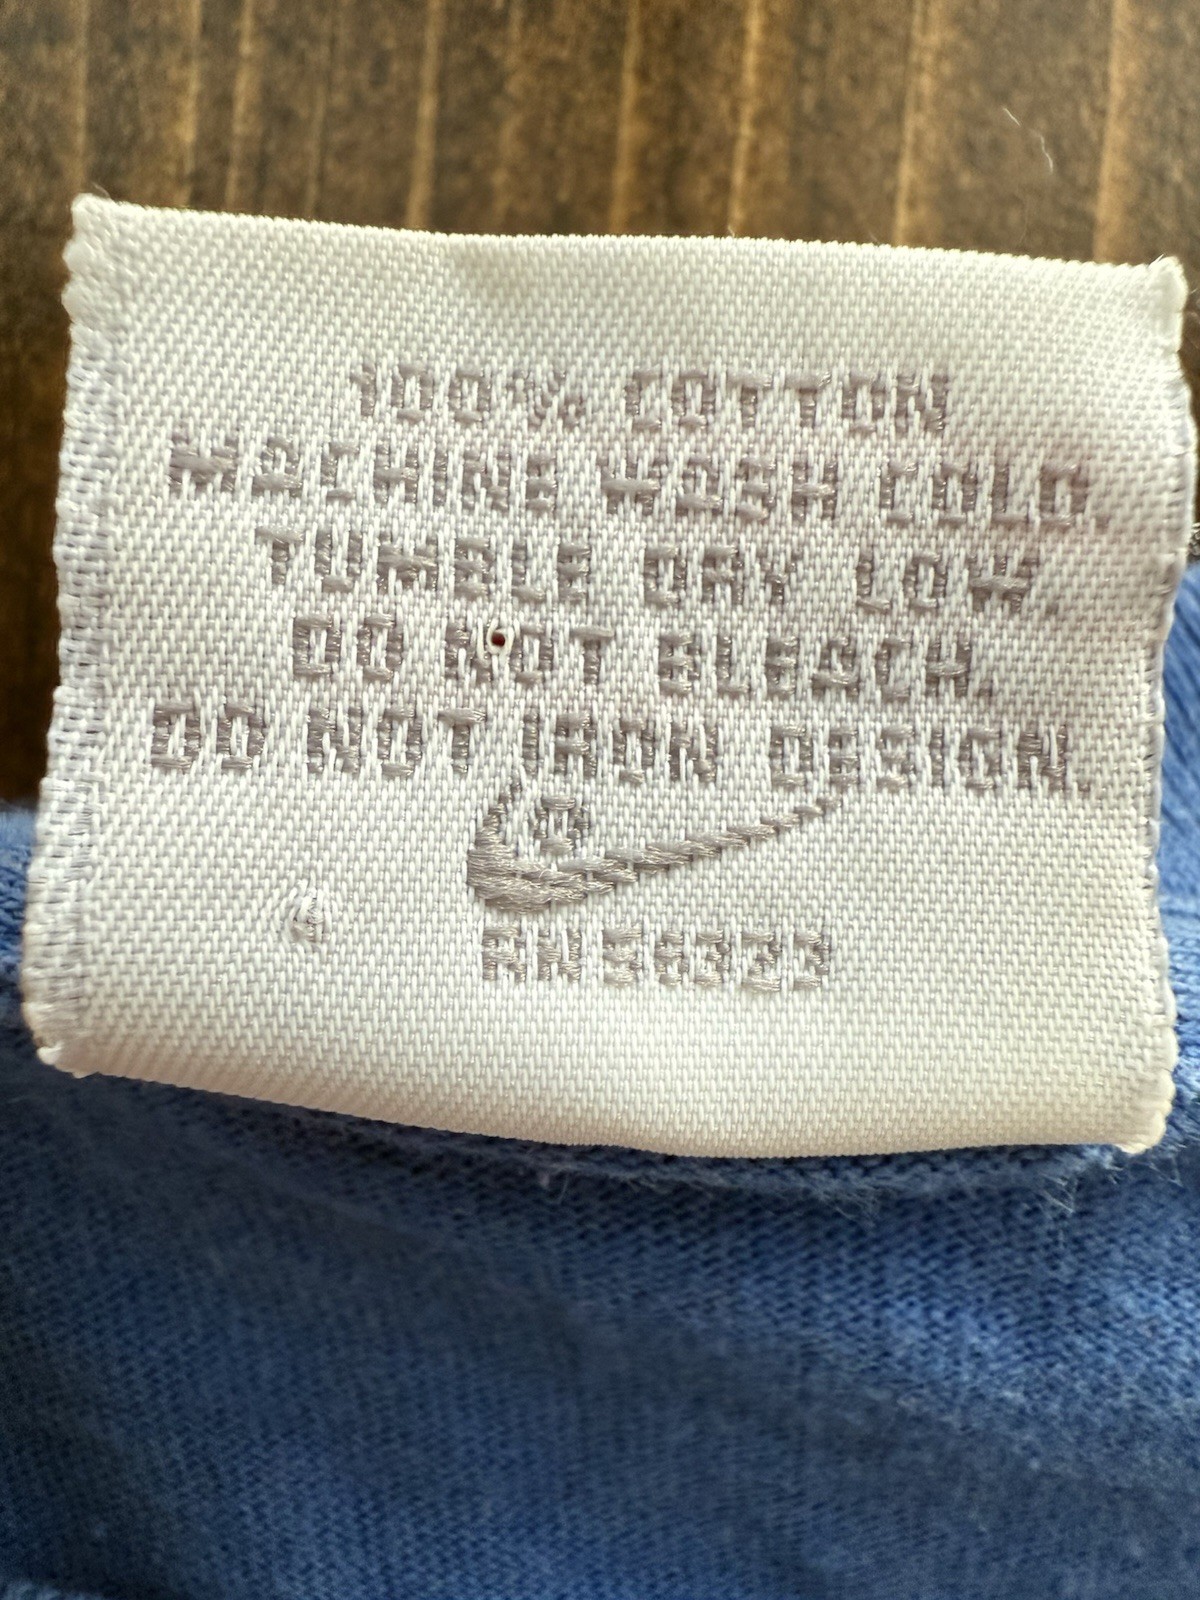 100% COTTON
MACHINE WASH COLD.
TUMBLE DRY LOW.
DO NOT BLEACH.
DO NOT IRON DESIGN.
®
RN 56323